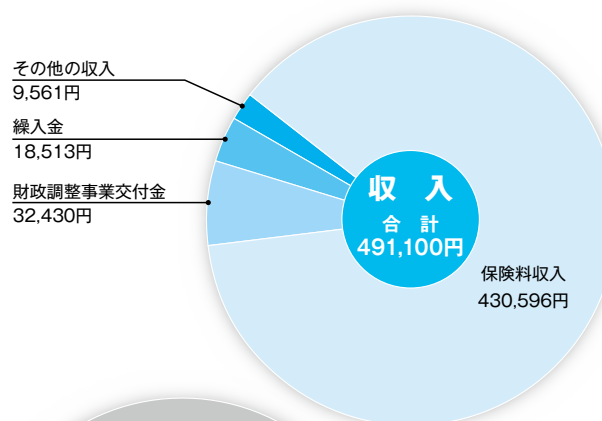 その他の収入
9,561円
繰入金
18,513円
財政調整事業交付金
32,430円
収 入
合 計
491,100円
保険料収入
430,596円